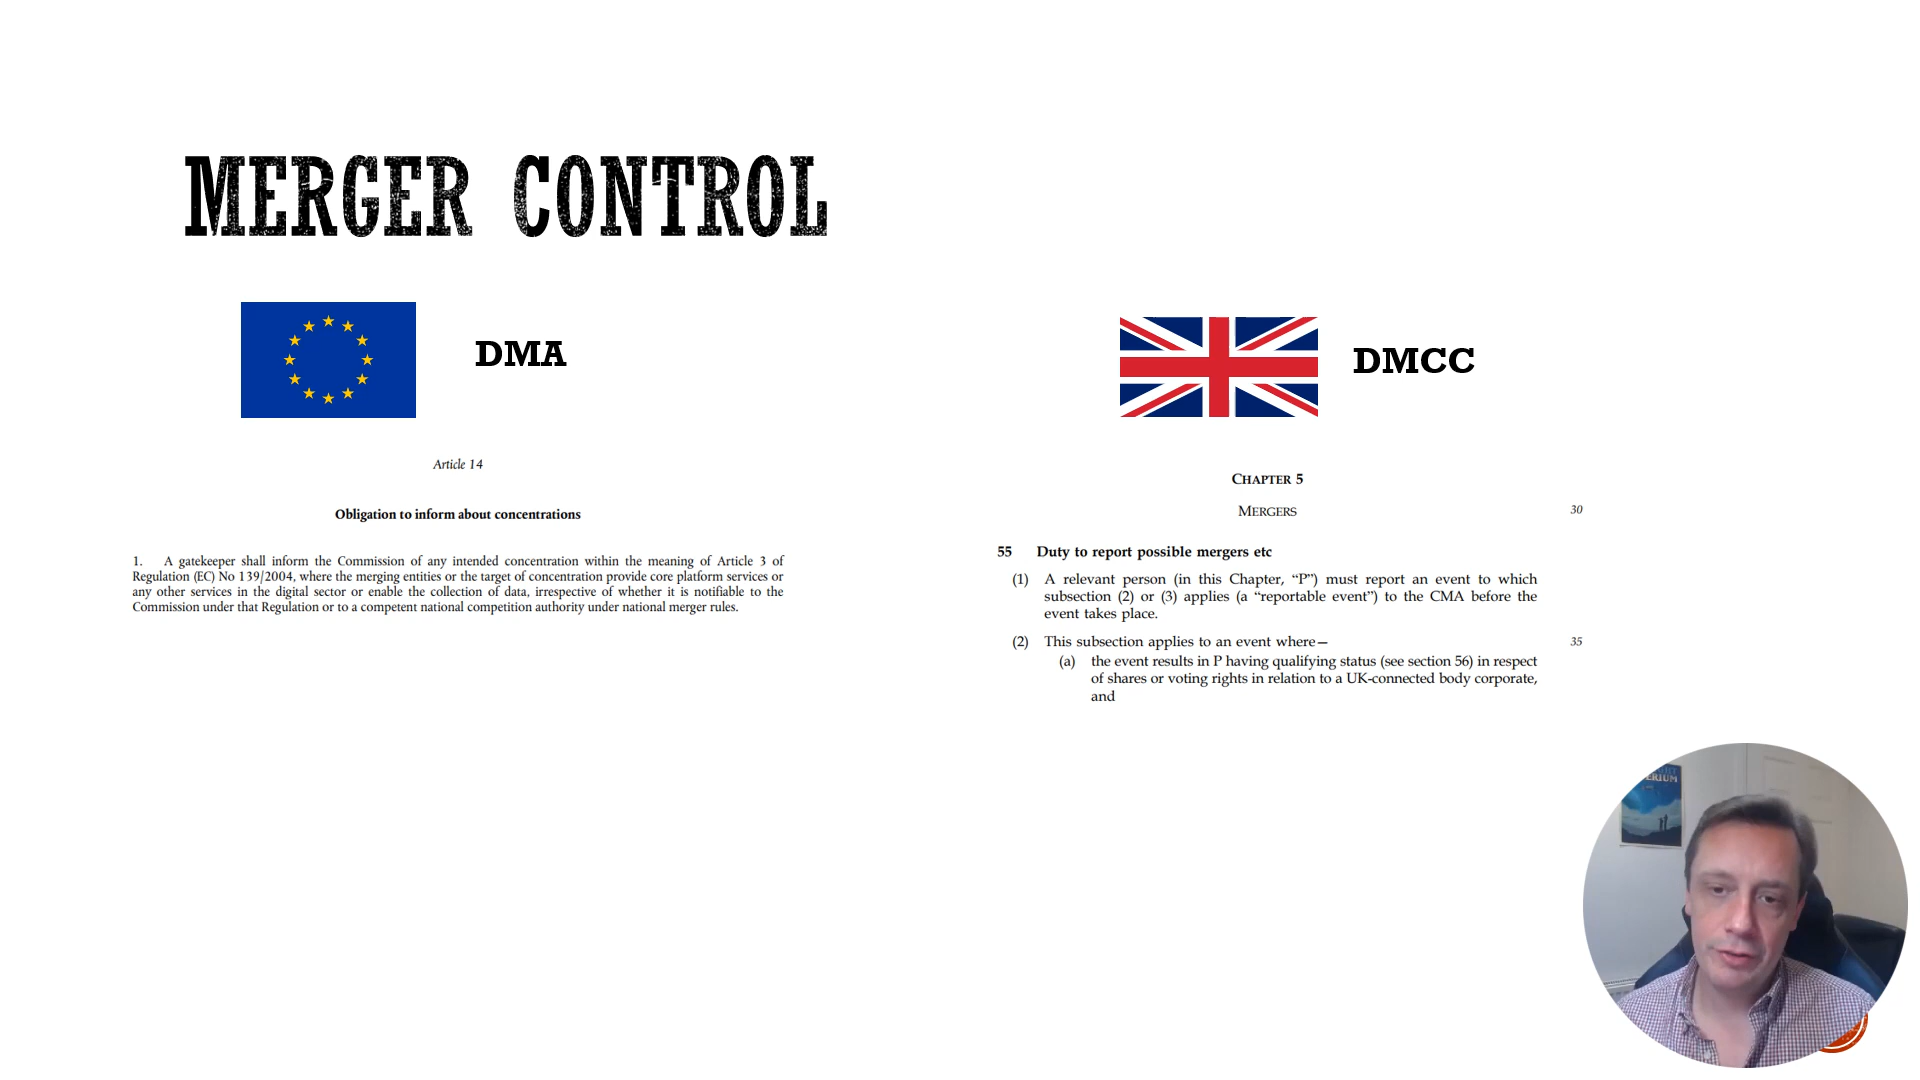 MERGER CONTROL
DMA
Article 14
Obligation to inform about concentrations
1. A gatekeeper shall inform the Commission of any intended concentration within the meaning of Article 3 of
Regulation (EC) No 139/2004, where the merging entities or the target of concentration provide core platform services or
any other services in the digital sector or enable the collection of data, irrespective of whether it is notifiable to the
Commission under that Regulation or to a competent national competition authority under national merger rules.
DMCC
CHAPTER 5
MERGERS 30
55 Duty to report possible mergers etc
(1) A relevant person (in this Chapter, “P”) must report an event to which
subsection (2) or (3) applies (a “reportable event”) to the CMA before the
event takes place.
(2) This subsection applies to an event where— 35
(a) the event results in P having qualifying status (see section 56) in respect
of shares or voting rights in relation to a UK-connected body corporate,
and